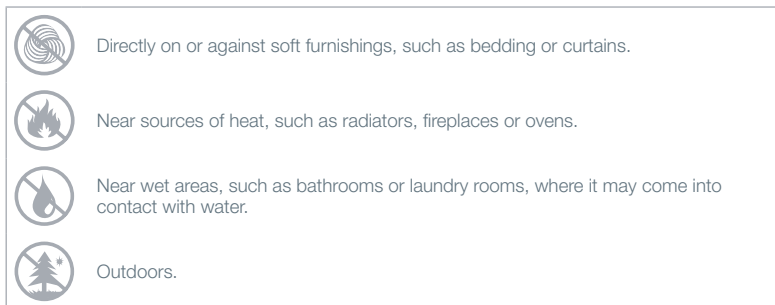 Directly on or against soft furnishings, such as bedding or curtains.
Near sources of heat, such as radiators, fireplaces or ovens.
Near wet areas, such as bathrooms or laundry rooms, where it may come into
contact with water.
Outdoors.